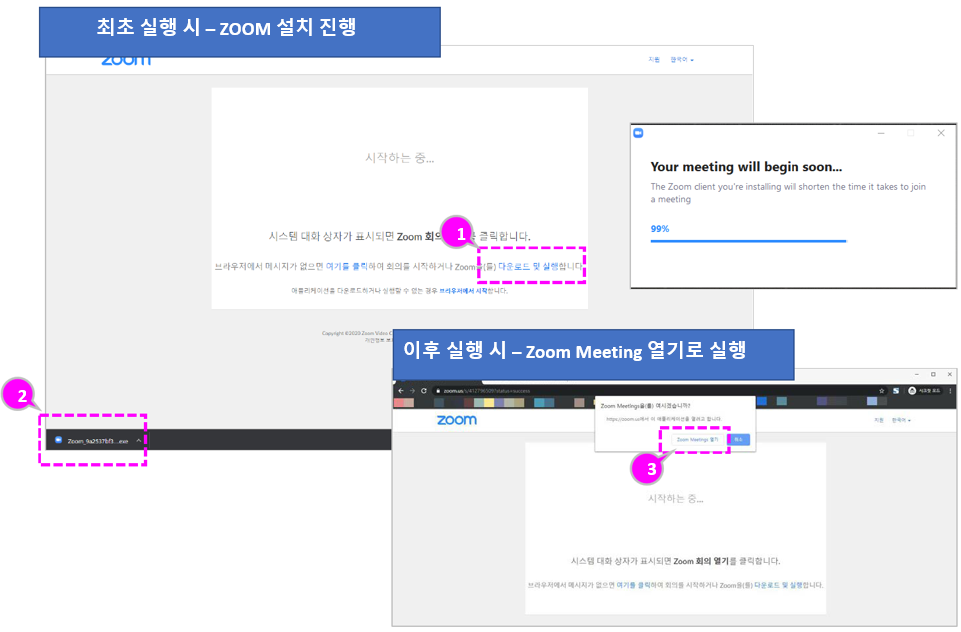 최초 실행 시 – ZOOM 설치 진행
zoom
지원 한국어
시작하는 중...
시스템 대화 상자가 표시되면 Zoom 회의 를 클릭합니다.
1
브라우저에서 메시지가 없으면 여기를 클릭하여 회의를 시작하거나 Zoom을(를) 다운로드 및 실행합니다.
애플리케이션을 다운로드하거나 실행할 수 없는 경우 브라우저에서 시작합니다.
Copyright ©2020 Zoom Video C
2
Zoom_9a2537bf3....exe
Your meeting will begin soon...
The Zoom client you're installing will shorten the time it takes to join
a meeting
99%
이후 실행 시 – Zoom Meeting 열기로 실행
zoom
지원 한국어
Zoom Meetings을(를) 여시겠습니까?
https://zoom.us에서 이 애플리케이션을 열려고 합니다.
Zoom Meetings 열기 취소
3
시작하는 중...
시스템 대화 상자가 표시되면 Zoom 회의 열기를 클릭합니다.
브라우저에서 메시지가 없으면 여기를 클릭하여 회의를 시작하거나 Zoom을(를) 다운로드 및 실행합니다.